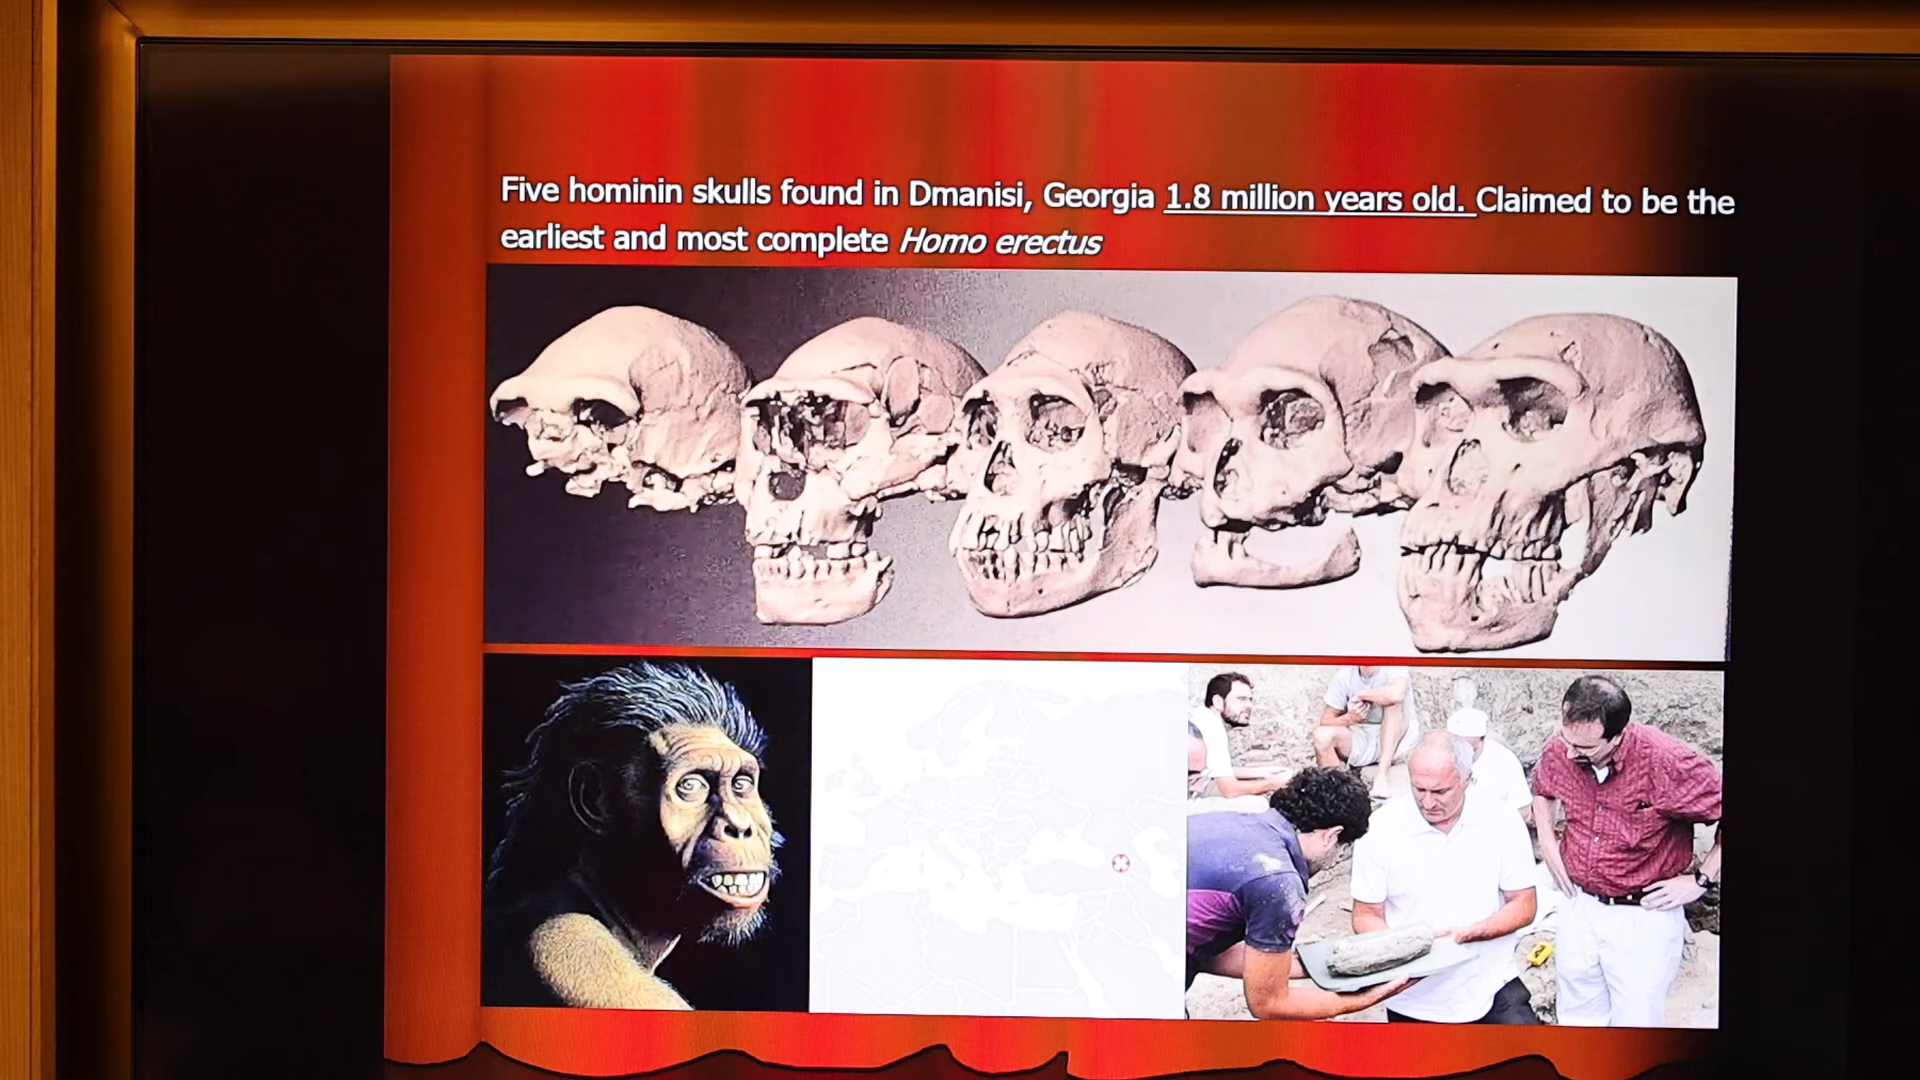 Five hominin skulls found in Dmanisi, Georgia 1.8 million years old. Claimed to be the
earliest and most complete Homo erectus